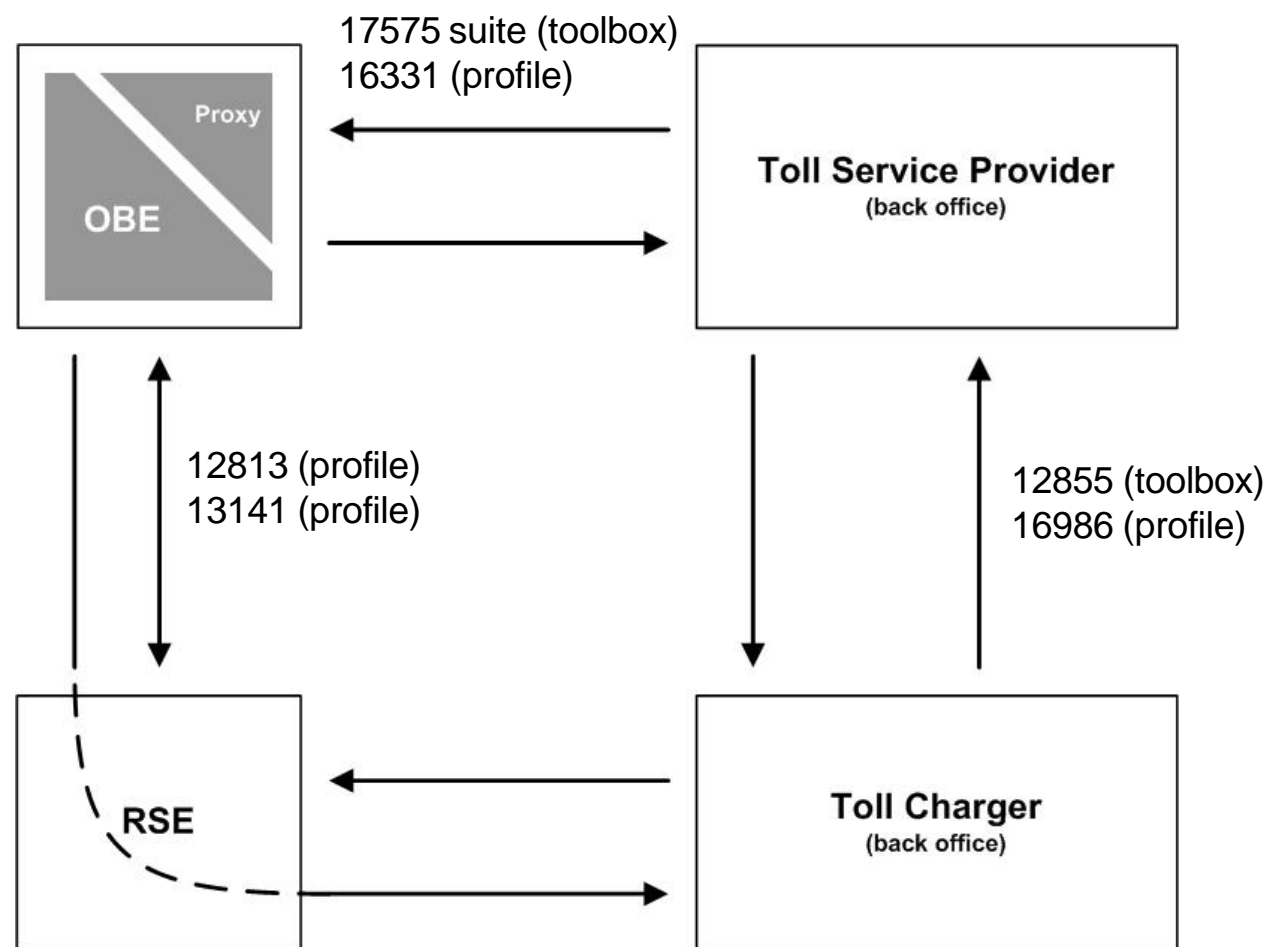 17575 suite (toolbox)
16331 (profile)
Proxy
OBE
Toll Service Provider
(back office)
12813 (profile)
13141 (profile)
12855 (toolbox)
16986 (profile)
RSE
Toll Charger
(back office)